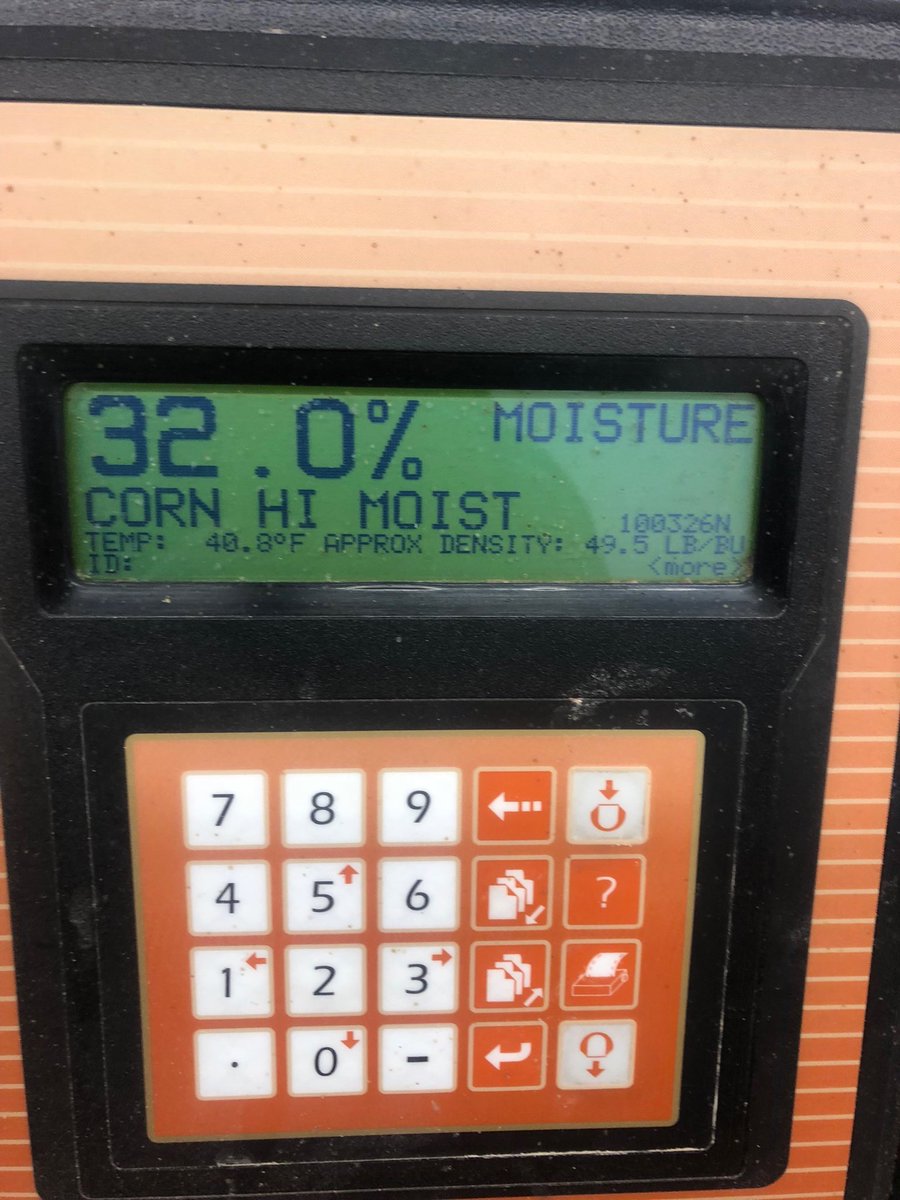 32.0% MOISTURE
CORN HI MOIST 100326N
TEMP: 40.8°F APPROX DENSITY: 49.5 LB/BU
ID: <more>
7 8 9
4 5 6 ?
1 2 3
. 0 -